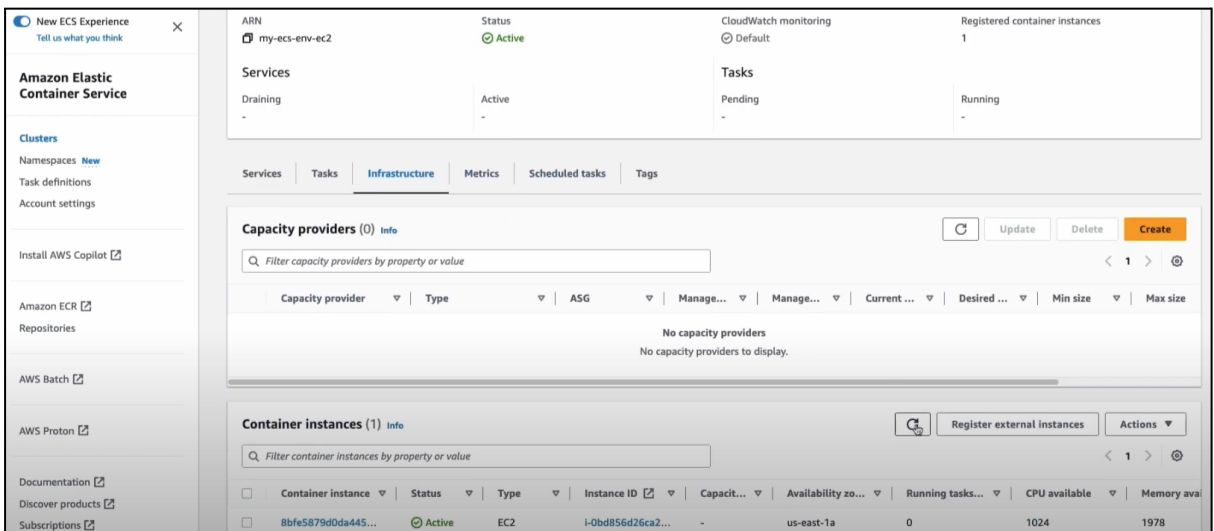 New ECS Experience
Tell us what you think
Amazon Elastic
Container Service
Clusters
Namespaces New
Task definitions
Account settings
Install AWS Copilot
Amazon ECR
Repositories
AWS Batch
AWS Proton
Documentation
Discover products
Subscriptions
ARN Status CloudWatch monitoring Registered container instances
my-ecs-env-ec2 Active Default 1
Services Tasks
Draining Active Pending Running
- - - -
Services Tasks Infrastructure Metrics Scheduled tasks Tags
Capacity providers (0) Info Update Delete Create
Filter capacity providers by property or value 1
Capacity provider Type ASG Manage... Manage... Current ... Desired ... Min size Max size
No capacity providers
No capacity providers to display.
Container instances (1) Info Register external instances Actions
Filter container instances by property or value 1
Container instance Status Type Instance ID Capacit... Availability zo... Running tasks... CPU available Memory avai
8bfe5879d0da445... Active EC2 i-0bd856d26ca2... - us-east-1a 0 1024 1978